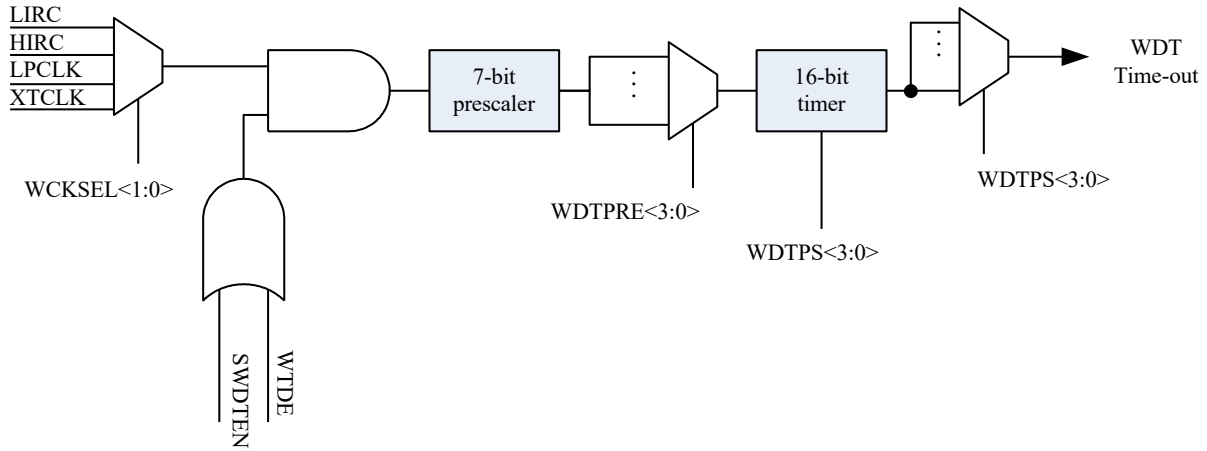 LIRC
HIRC
LPCLK
XTCLK
WCKSEL<1:0>
SWDTEN
WTDE
7-bit
prescaler
⋮
WDTPRE<3:0>
16-bit
timer
WDTPS<3:0>
⋮
WDTPS<3:0>
WDT
Time-out